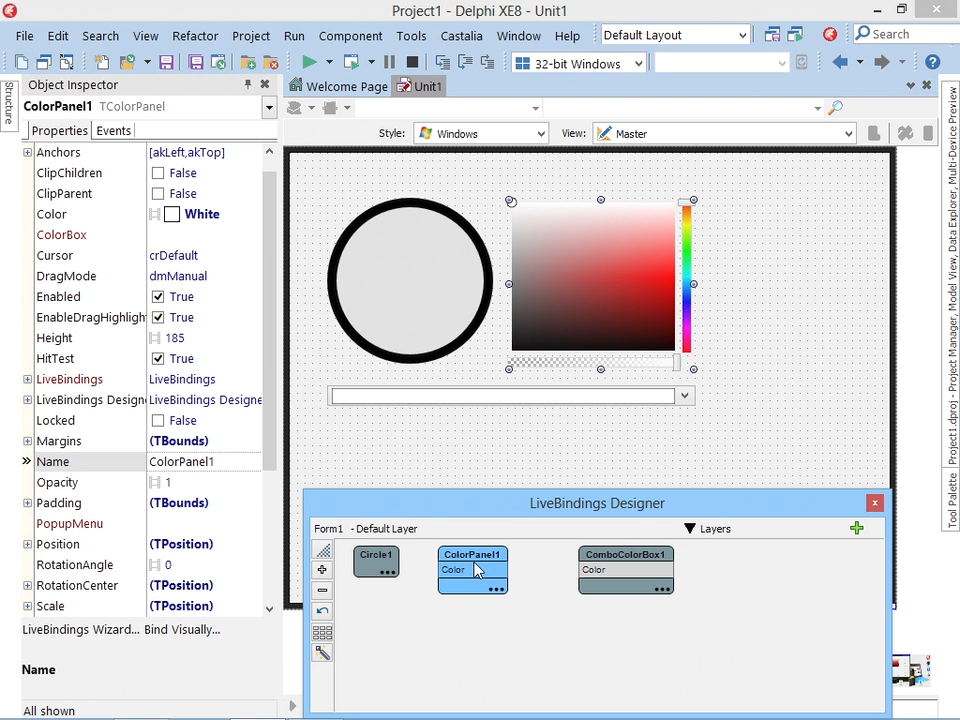 Project1 - Delphi XE8 - Unit1
File Edit Search View Refactor Project Run Component Tools Castalia Window Help Default Layout Search
32-bit Windows
Structure
Object Inspector
Welcome Page Unit1
ColorPanel1 TColorPanel
Properties Events
Style: Windows View: Master
Anchors [akLeft,akTop]
ClipChildren False
ClipParent False
Color White
ColorBox
Cursor crDefault
DragMode dmManual
Enabled True
EnableDragHighligh True
Height 185
HitTest True
LiveBindings LiveBindings
LiveBindings Designe LiveBindings Designe
Locked False
Margins (TBounds)
Name ColorPanel1
Opacity 1
Padding (TBounds)
PopupMenu
Position (TPosition)
RotationAngle 0
RotationCenter (TPosition)
Scale (TPosition)
LiveBindings Wizard... Bind Visually...
Name
All shown
LiveBindings Designer
Form1 - Default Layer Layers
Circle1 ColorPanel1 ComboColorBox1
Color Color
Project1.dproj - Project Manager, Model View, Data Explorer, Multi-Device Preview
Tool Palette